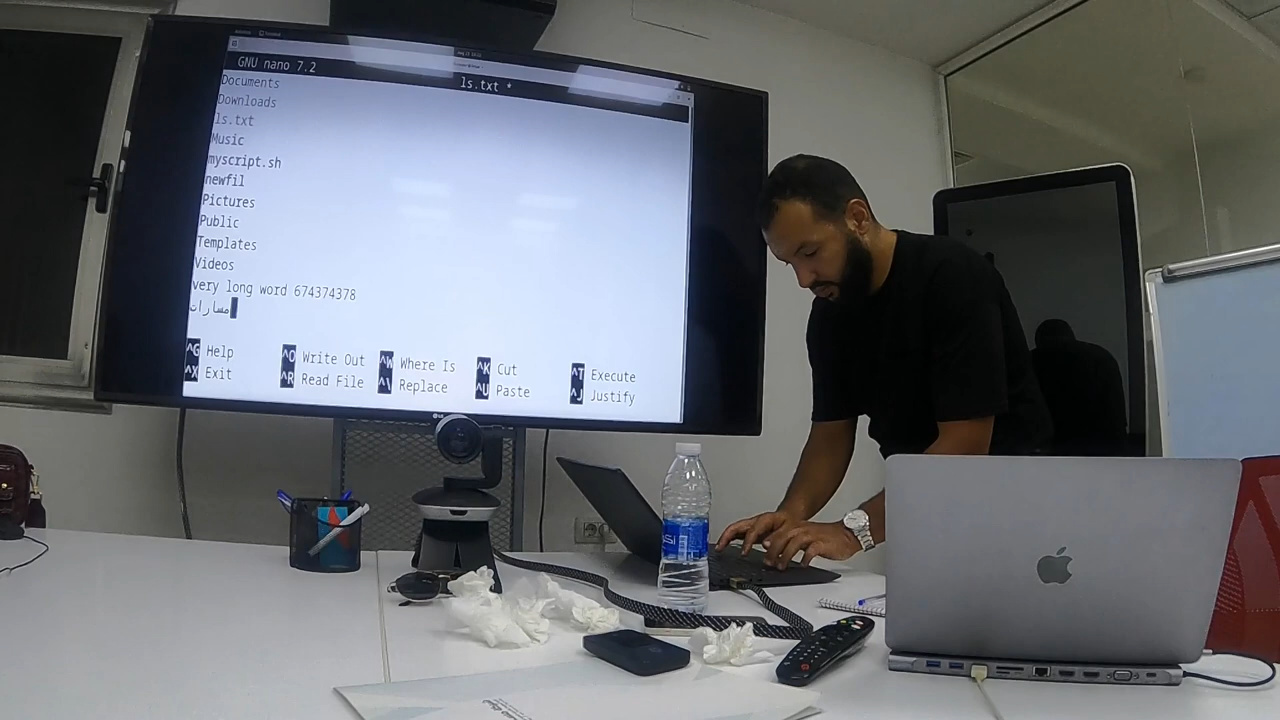 GNU nano 7.2
ls.txt *
Documents
Downloads
ls.txt
Music
myscript.sh
newfil
Pictures
Public
Templates
Videos
very long word 674374378
مسارات
^G Help
^O Write Out
^W Where Is
^K Cut
^T Execute
^X Exit
^R Read File
^\ Replace
^U Paste
^J Justify
LG